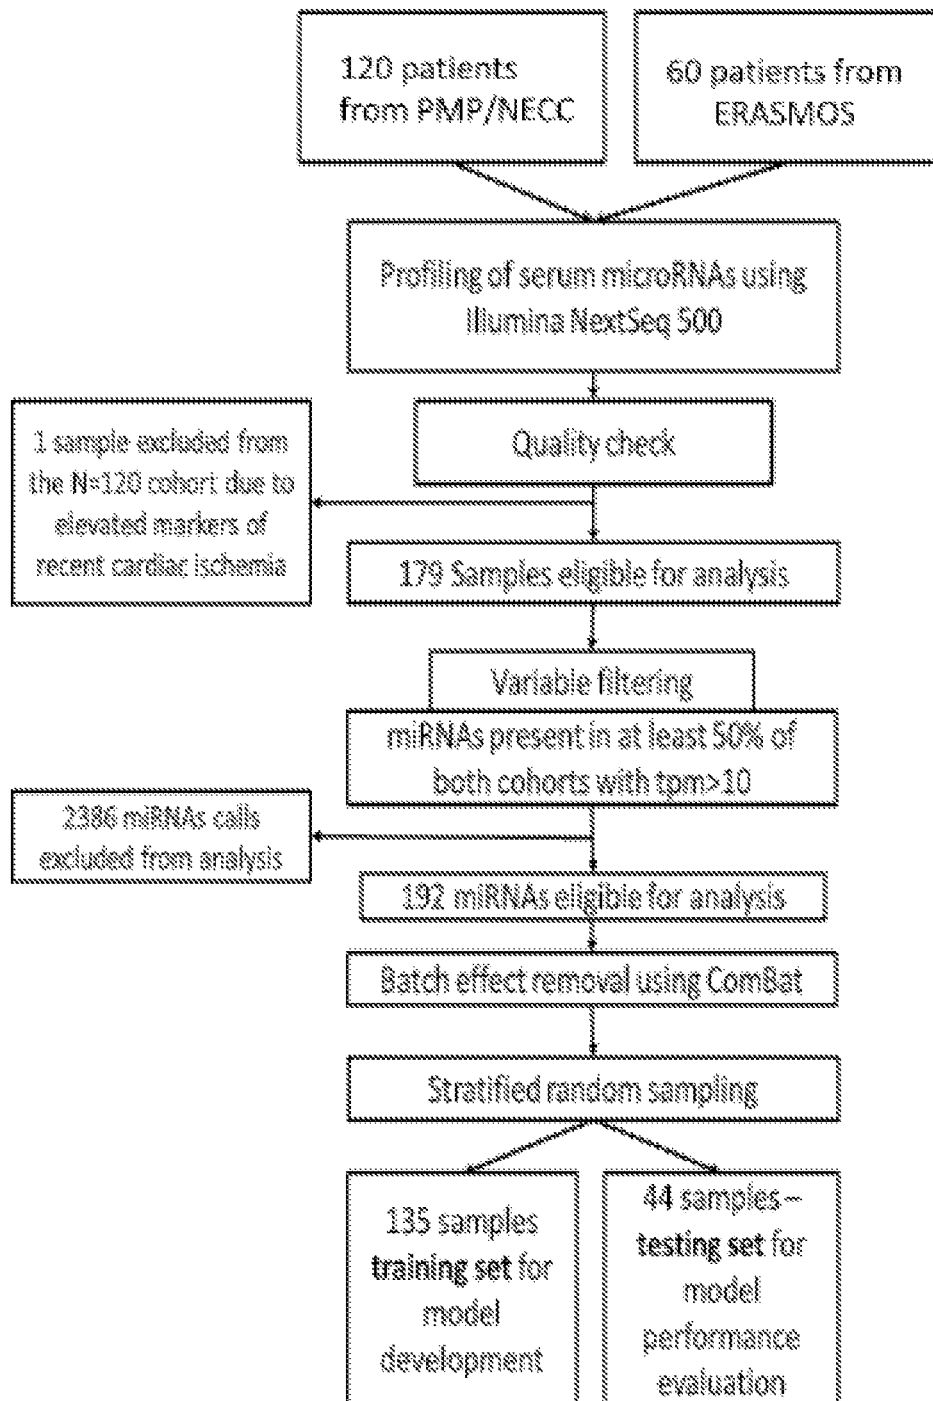 120 patients
from PMP/NECC
60 patients from
ERASMOS
Profiling of serum microRNAs using
Illumina NextSeq 500
Quality check
1 sample excluded from
the N=120 cohort due to
elevated markers of
recent cardiac ischemia
179 Samples eligible for analysis
Variable filtering
miRNAs present in at least 50% of
both cohorts with tpm>10
2386 miRNAs calls
excluded from analysis
192 miRNAs eligible for analysis
Batch effect removal using ComBat
Stratified random sampling
135 samples
training set for
model
development
44 samples –
testing set for
model
performance
evaluation